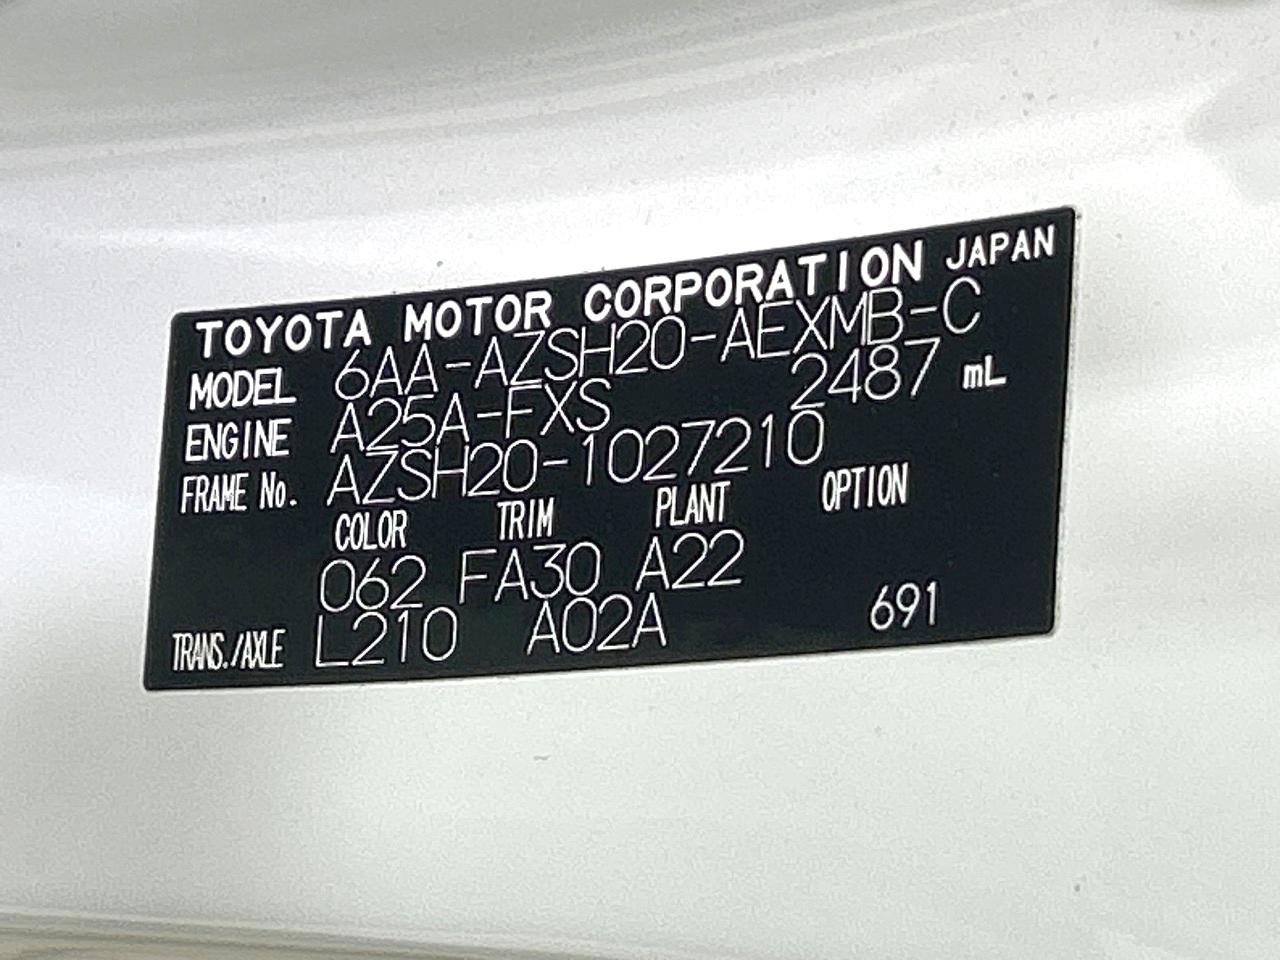 TOYOTA MOTOR CORPORATION JAPAN
MODEL 6AA-AZSH20-AEXMB-C
ENGINE A25A-FXS 2487 mL
FRAME No. AZSH20-1027210
COLOR TRIM PLANT OPTION
062 FA30 A22
TRANS./AXLE L210 A02A 691